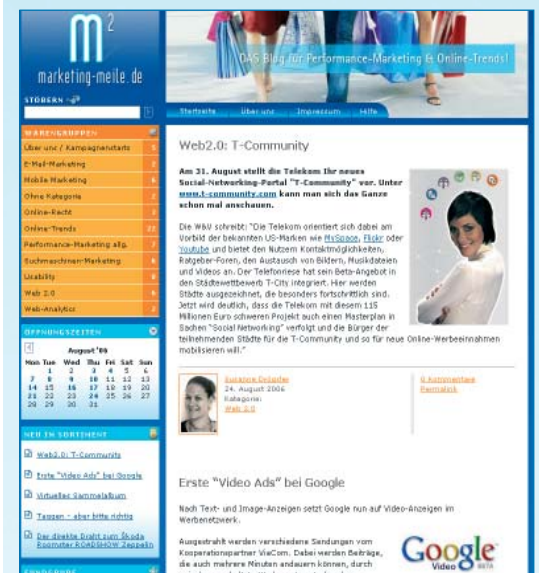 m2
marketing-meile.de
STÖBERN
DAS Blog für Performance-Marketing & Online-Trends!
Startseite Über uns Impressum Hilfe
WARENGRUPPEN
Über uns / Kampagnenstarts 5
E-Mail-Marketing 2
Mobile Marketing
Ohne Kategorie
Online-Recht
Online-Trends 22
Performance-Marketing allg. 7
Suchmaschinen-Marketing 6
Usability
Web 2.0
Web-Analytics 2
ÖFFNUNGSZEITEN
August '06
Mon Tue Wed Thu Fri Sat Sun
1 2 3 4 5 6
7 8 9 10 11 12 13
14 15 16 17 18 19 20
21 22 23 24 25 26 27
28 29 30 31
NEU IM SORTIMENT
Web2.0: T-Community
Erste "Video Ads" bei Google
Virtuelles Sammelalbum
Taggen - aber bitte richtig
Der direkte Draht zum Škoda
Roomster ROADSHOW Zeppelin
Web2.0: T-Community
Am 31. August stellt die Telekom Ihr neues
Social-Networking-Portal "T-Community" vor. Unter
www.t-community.com kann man sich das Ganze
schon mal anschauen.
Die W&V schreibt: "Die Telekom orientiert sich dabei am
Vorbild der bekannten US-Marken wie MySpace, Flickr oder
Youtube und bietet den Nutzern Kontaktmöglichkeiten,
Ratgeber-Foren, den Austausch von Bildern, Musikdateien
und Videos an. Der Telefonriese hat sein Beta-Angebot in
den Städtewettbewerb T-City integriert. Hier werden
Städte ausgezeichnet, die besonders fortschrittlich sind.
Jetzt wird deutlich, dass die Telekom mit diesem 115
Millionen Euro schweren Projekt auch einen Masterplan in
Sachen "Social Networking" verfolgt und die Bürger der
teilnehmenden Städte für die T-Community und so für neue Online-Werbeeinnahmen
mobilisieren will."
Susanne
24. August 2006
Kategorie:
Web 2.0
0 Kommentare
Permalink
Erste "Video Ads" bei Google
Nach Text- und Image-Anzeigen setzt Google nun auf Video-Anzeigen im
Werbenetzwerk.
Ausgestrahlt werden verschiedene Sendungen vom
Kooperationspartner ViaCom. Dabei werden Beiträge,
die auch mehrere Minuten andauern können, durch
Google
Video BETA